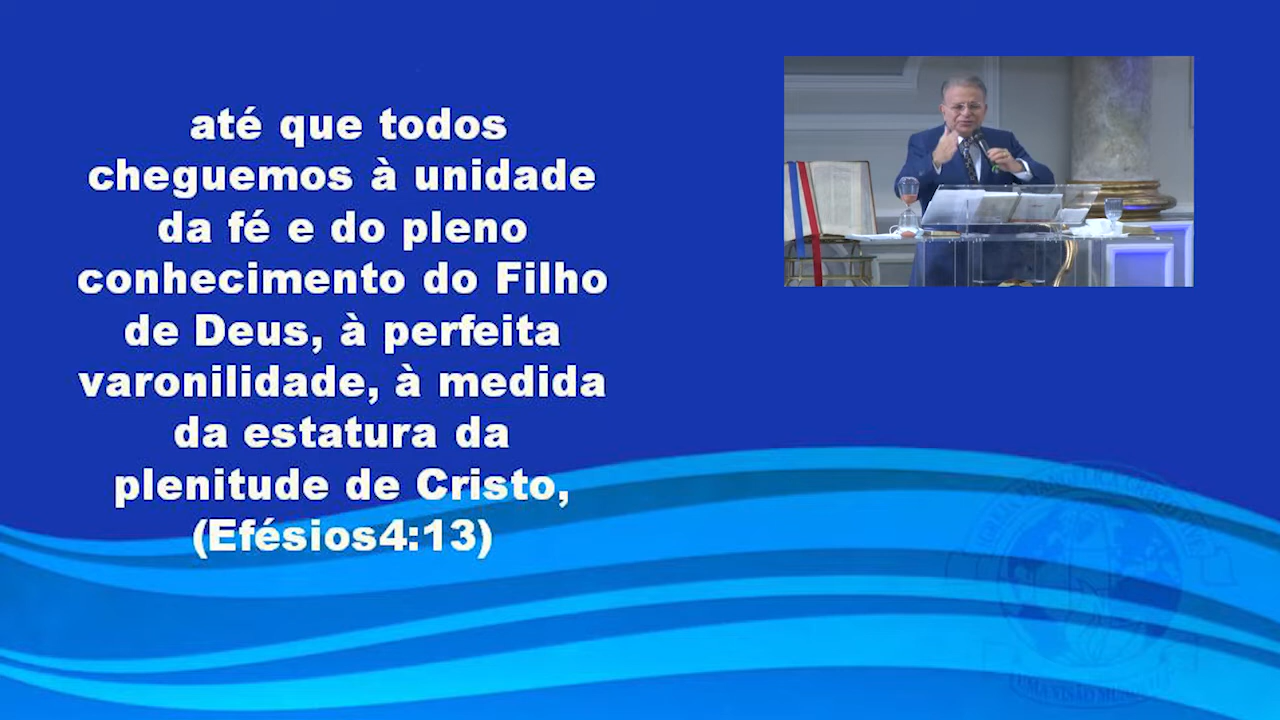 até que todos
cheguemos à unidade
da fé e do pleno
conhecimento do Filho
de Deus, à perfeita
varonilidade, à medida
da estatura da
plenitude de Cristo,
(Efésios4:13)